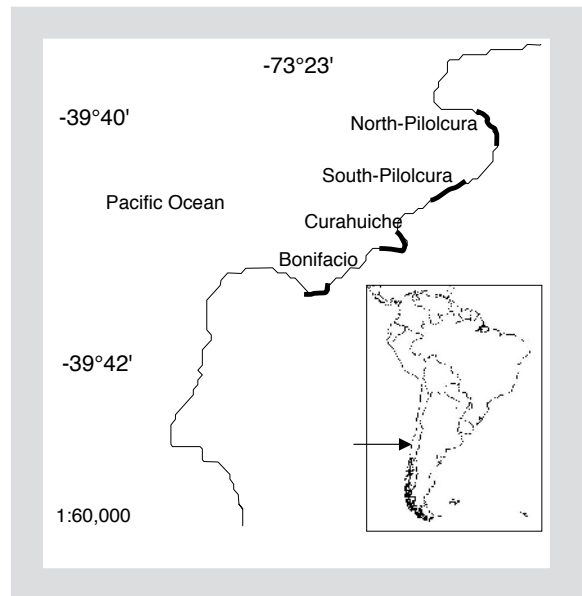 -73°23'
-39°40'
North-Pilolcura
South-Pilolcura
Pacific Ocean
Curahuiche
Bonifacio
-39°42'
1:60,000